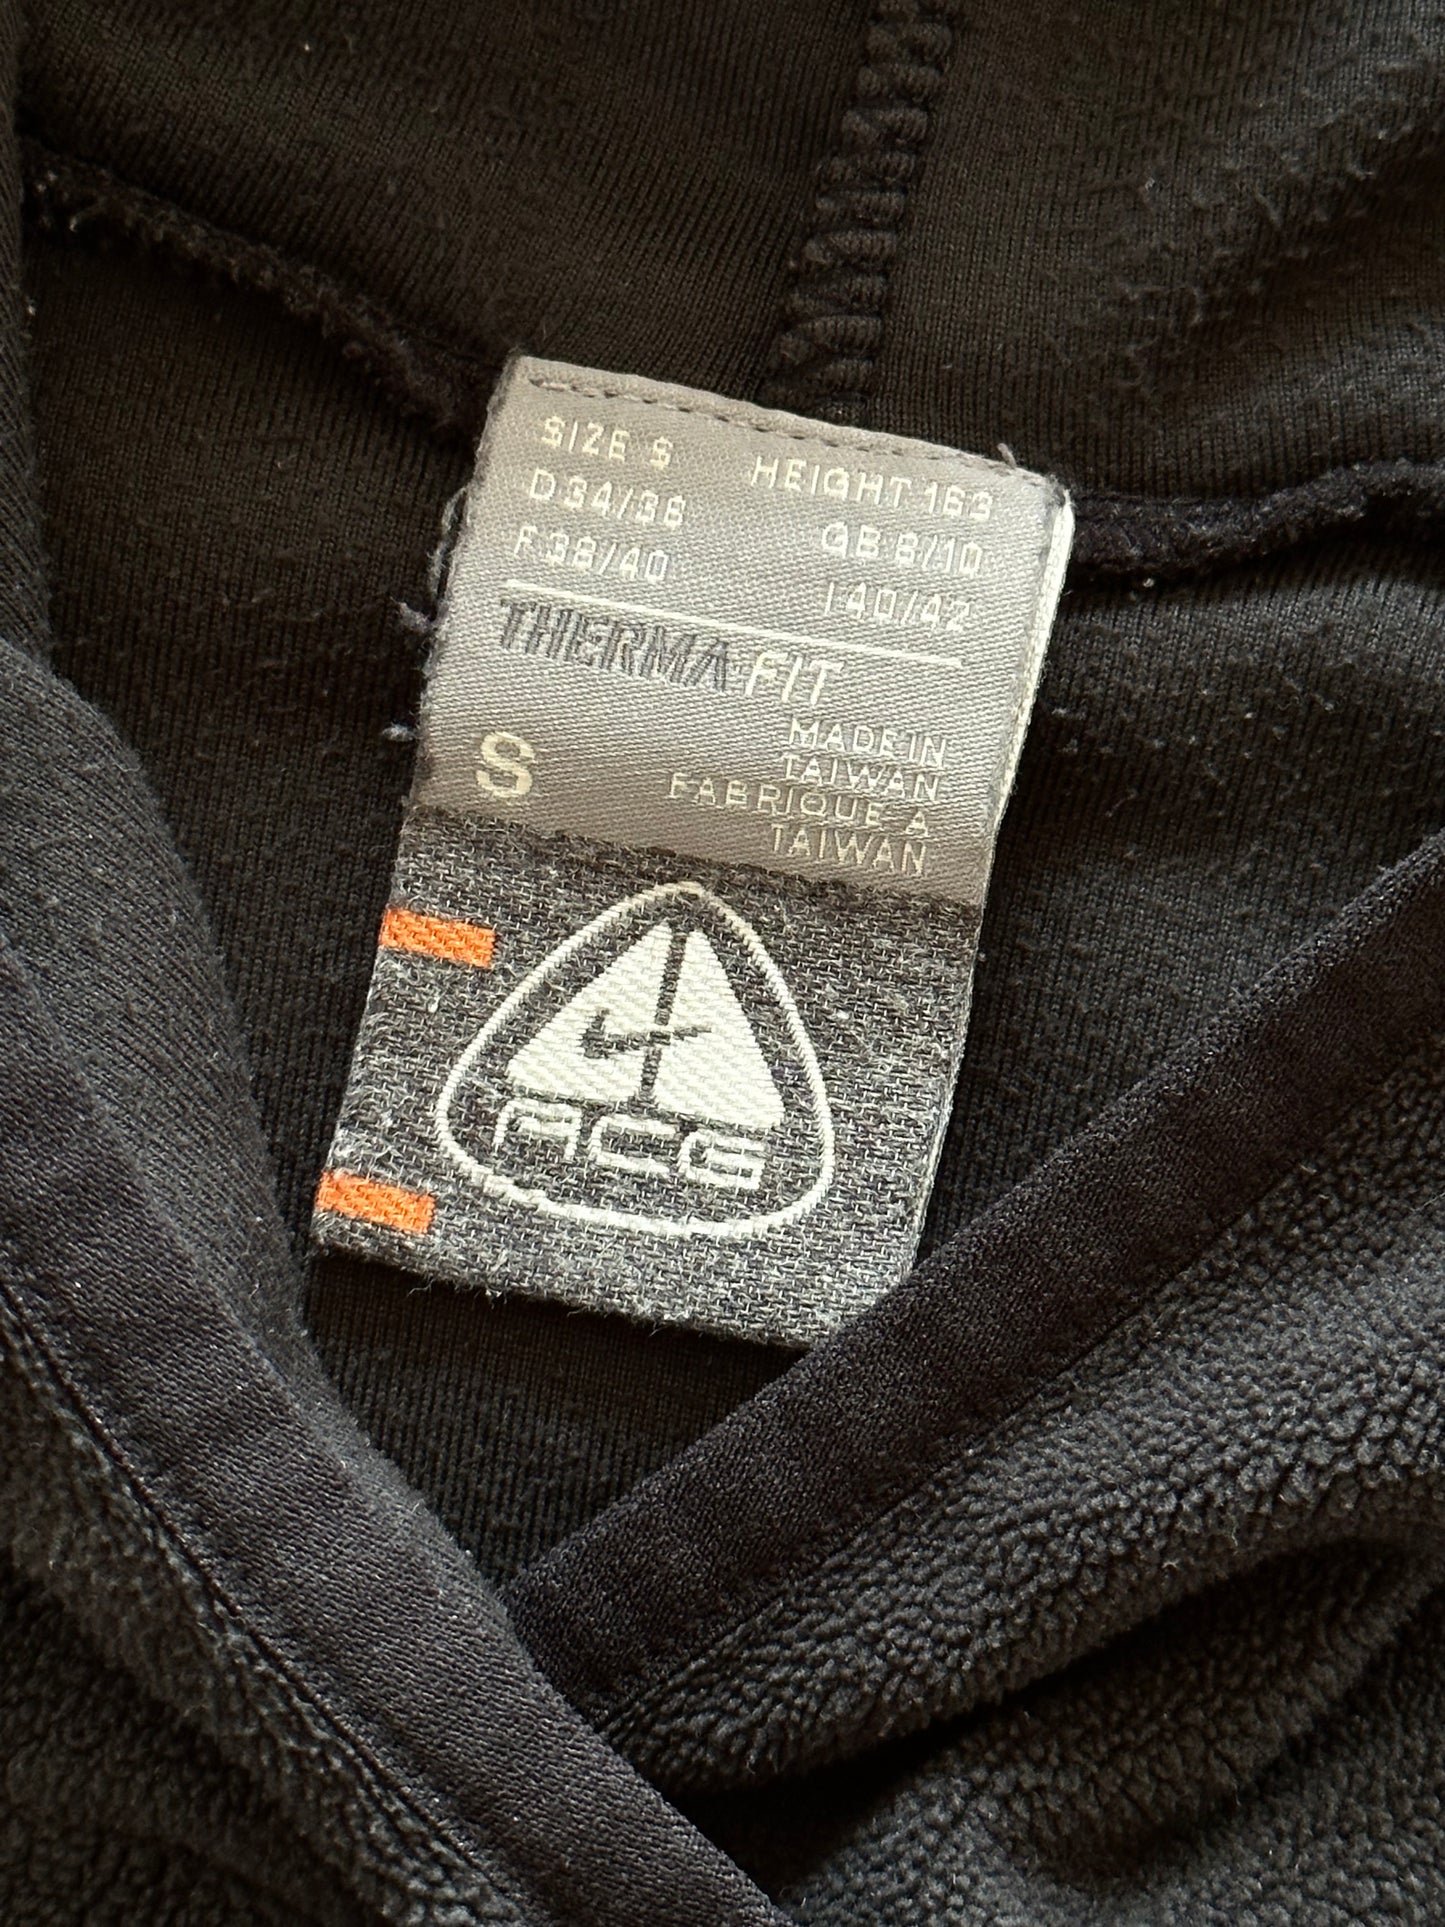 SIZE S HEIGHT 163
D 34/36 GB 8/10
F 38/40 I 40/42
THERMA-FIT
MADE IN
TAIWAN
S FABRIQUE A
TAIWAN
ACG